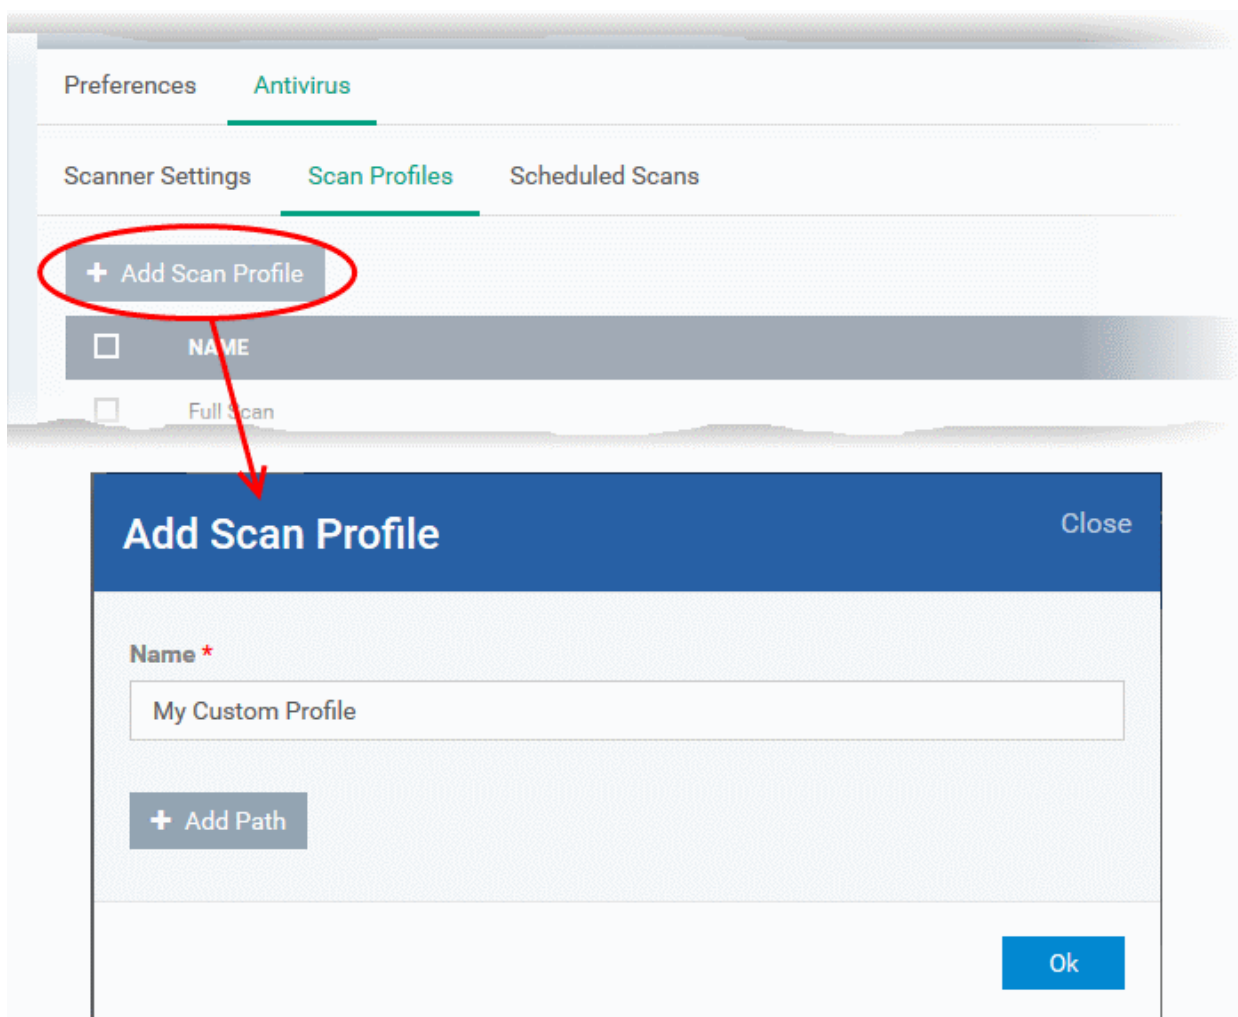 Preferences Antivirus
Scanner Settings Scan Profiles Scheduled Scans
+ Add Scan Profile
NAME
Full Scan
Add Scan Profile Close
Name *
My Custom Profile
+ Add Path
Ok